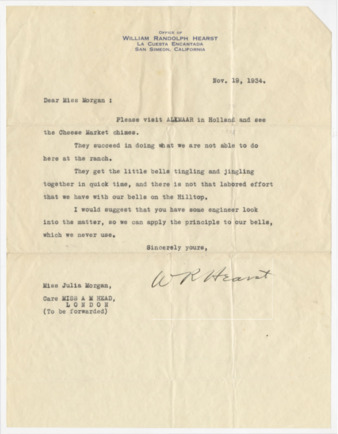 OFFICE OF
WILLIAM RANDOLPH HEARST
LA CUESTA ENCANTADA
SAN SIMEON, CALIFORNIA
Nov. 19, 1934.
Dear Miss Morgan :
Please visit ALKMAAR in Holland and see
the Cheese Market chimes.
They succeed in doing what we are not able to do
here at the ranch.
They get the little bells tingling and jingling
together in quick time, and there is not that labored effort
that we have with our bells on the Hilltop.
I would suggest that you have some engineer look
into the matter, so we can apply the principle to our bells,
which we never use.
Sincerely yours,
W R Hearst
Miss Julia Morgan,
Care MISS A M HEAD,
LONDON
(To be forwarded)